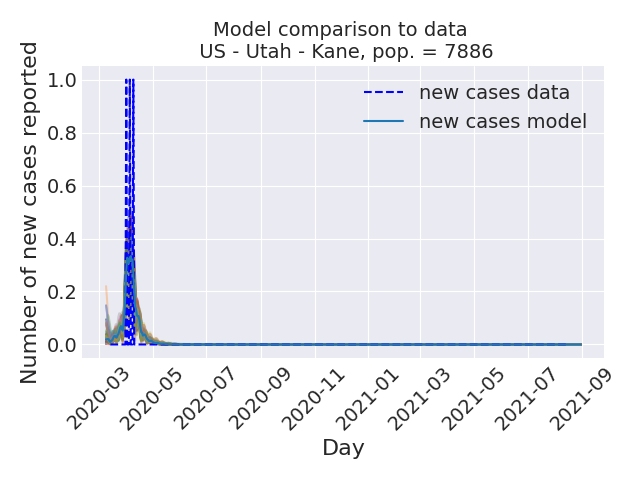 Model comparison to data
US - Utah - Kane, pop. = 7886
Number of new cases reported
1.0
0.8
0.6
0.4
0.2
0.0
new cases data
new cases model
2020-03
2020-05
2020-07
2020-09
2020-11
2021-01
2021-03
2021-05
2021-07
2021-09
Day